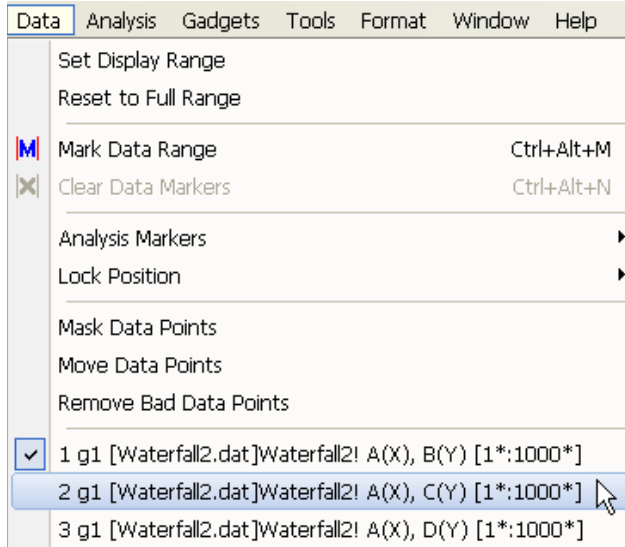 Data Analysis Gadgets Tools Format Window Help
Set Display Range
Reset to Full Range
M Mark Data Range Ctrl+Alt+M
Clear Data Markers Ctrl+Alt+N
Analysis Markers
Lock Position
Mask Data Points
Move Data Points
Remove Bad Data Points
1 g1 [Waterfall2.dat]Waterfall2! A(X), B(Y) [1*:1000*]
2 g1 [Waterfall2.dat]Waterfall2! A(X), C(Y) [1*:1000*]
3 g1 [Waterfall2.dat]Waterfall2! A(X), D(Y) [1*:1000*]